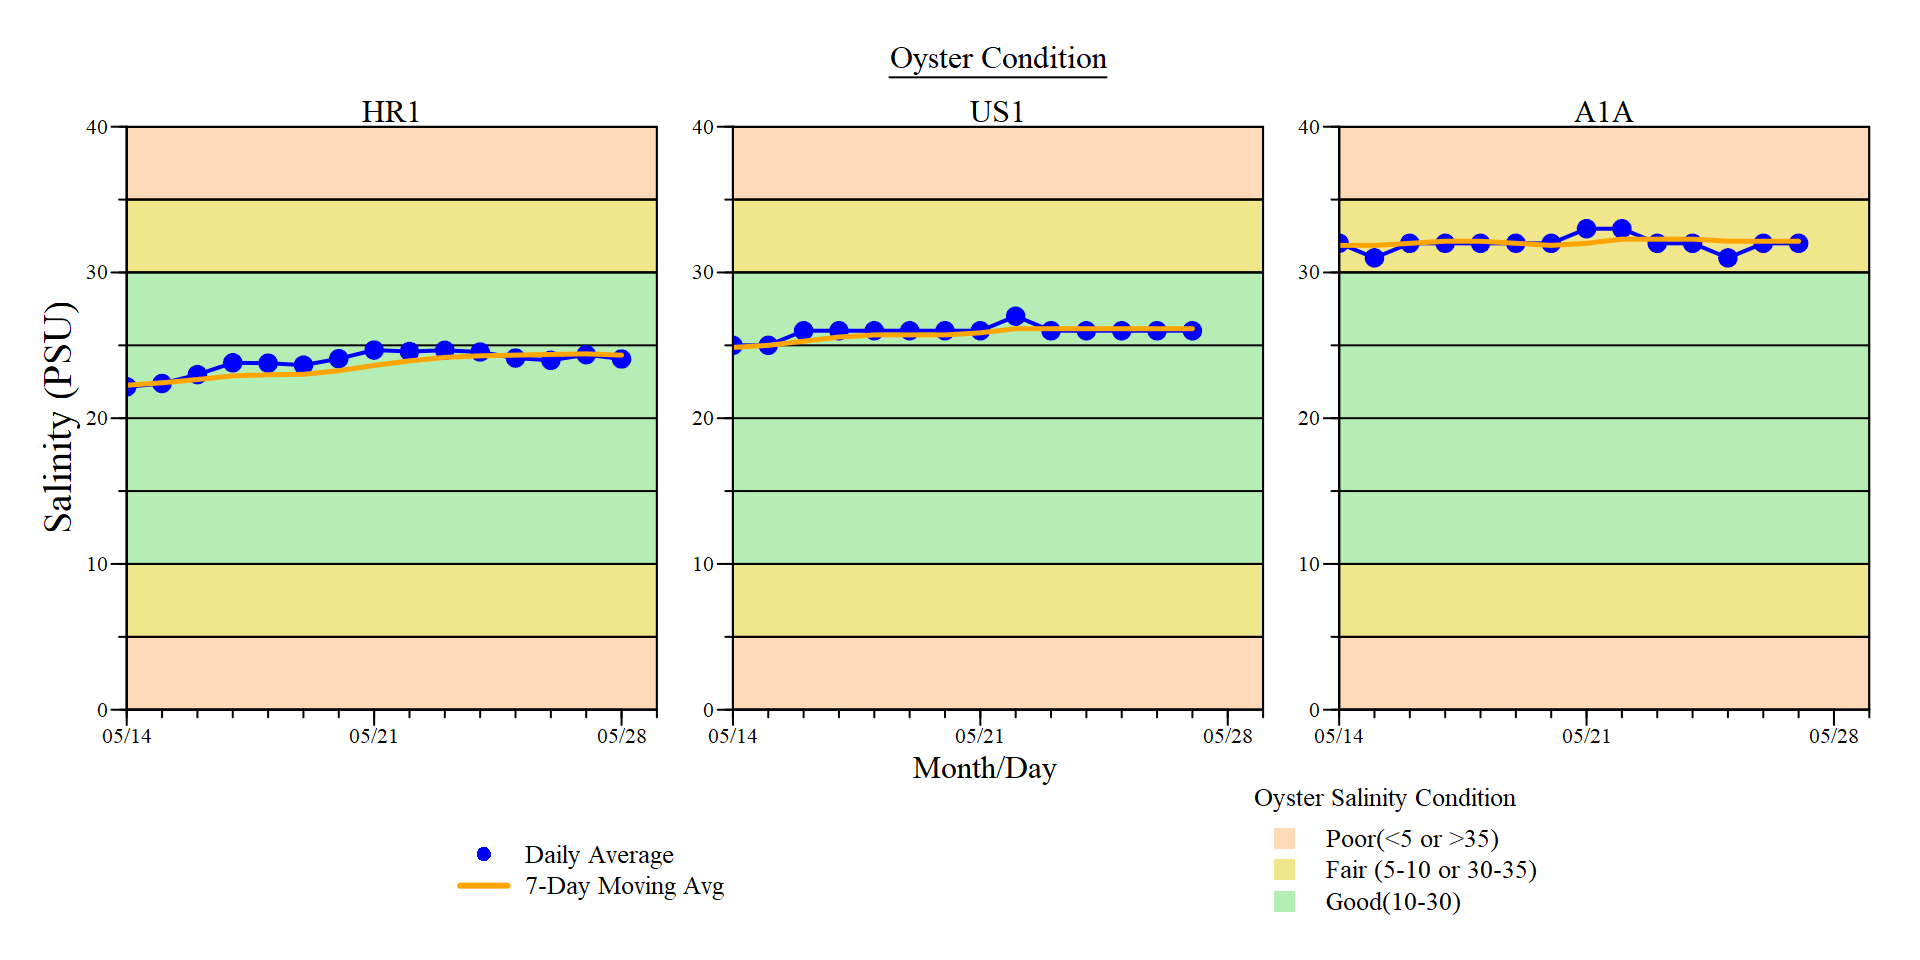 Oyster Condition
HR1
US1
A1A
Salinity (PSU)
40
30
20
10
0
05/14
05/21
05/28
40
30
20
10
0
05/14
05/21
05/28
40
30
20
10
0
05/14
05/21
05/28
Month/Day
Daily Average
7-Day Moving Avg
Oyster Salinity Condition
Poor(<5 or >35)
Fair (5-10 or 30-35)
Good(10-30)